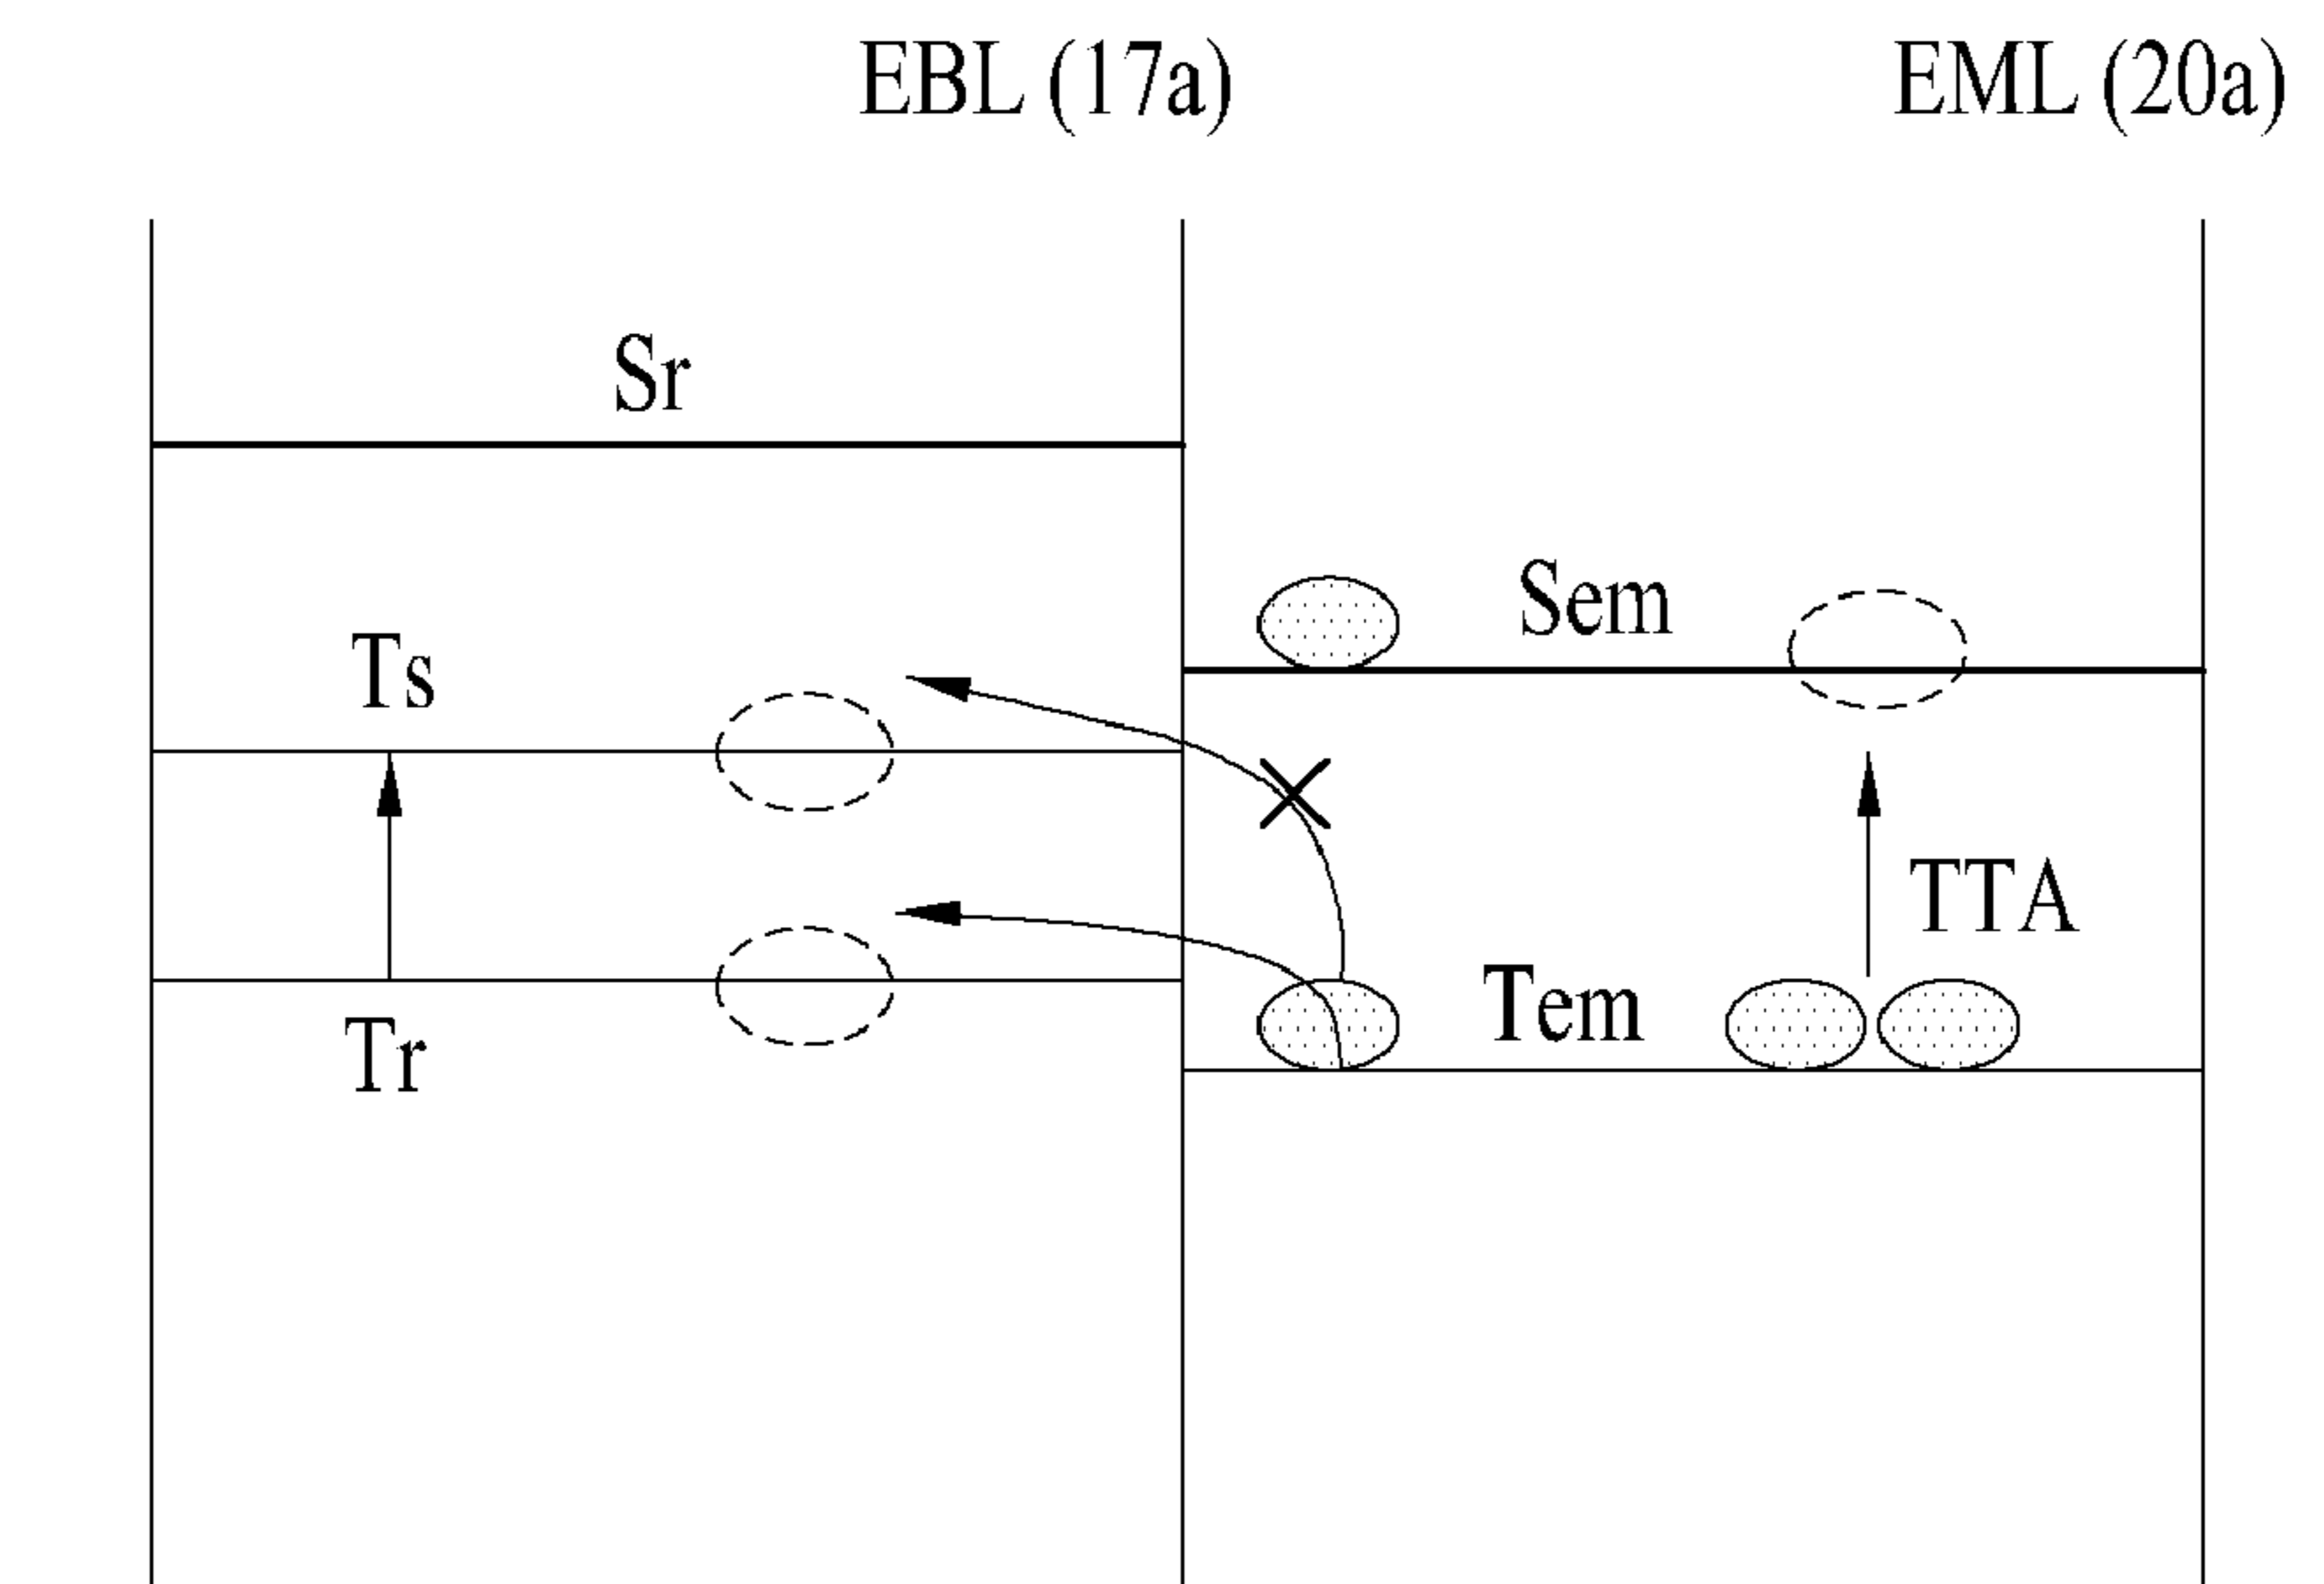 EBL (17a)
EML (20a)
Sr
Sem
Ts
TTA
Tem
Tr